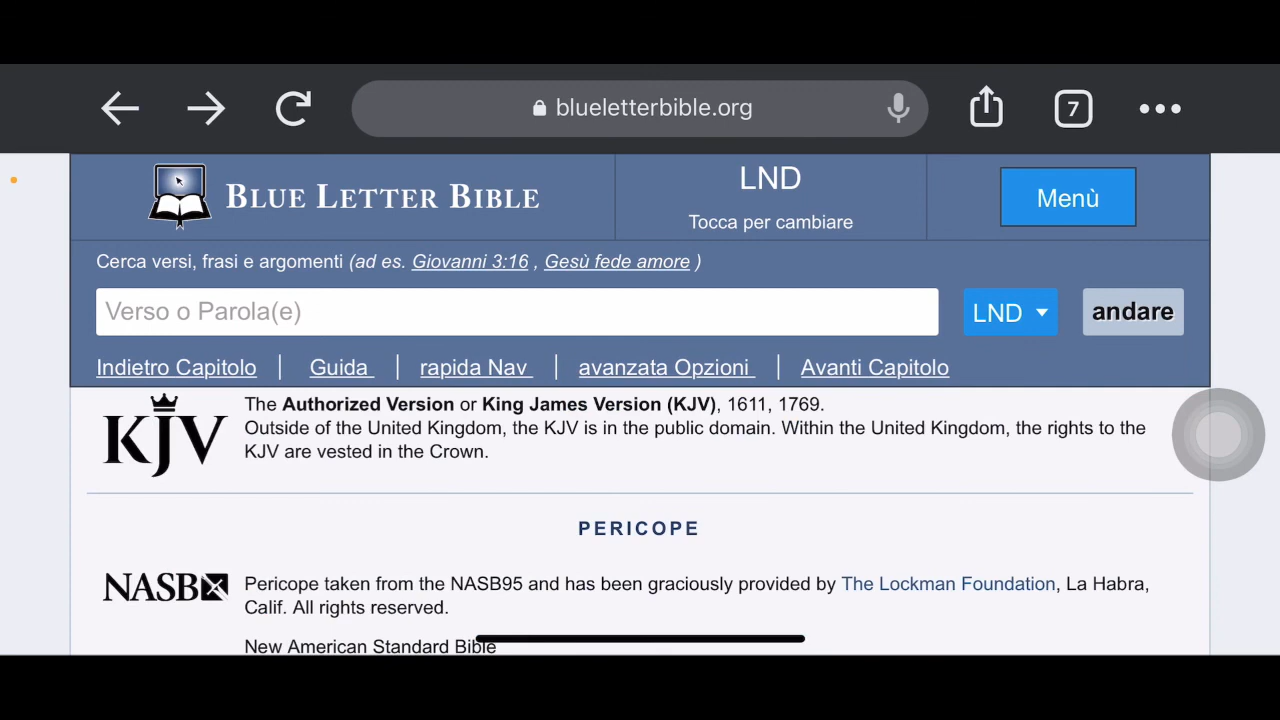 blueletterbible.org
7
BLUE LETTER BIBLE
LND
Tocca per cambiare
Menù
Cerca versi, frasi e argomenti (ad es. Giovanni 3:16 , Gesù fede amore )
Verso o Parola(e)
LND
andare
Indietro Capitolo | Guida | rapida Nav | avanzata Opzioni | Avanti Capitolo
KJV
The Authorized Version or King James Version (KJV), 1611, 1769.
Outside of the United Kingdom, the KJV is in the public domain. Within the United Kingdom, the rights to the
KJV are vested in the Crown.
PERICOPE
NASB
Pericope taken from the NASB95 and has been graciously provided by The Lockman Foundation, La Habra,
Calif. All rights reserved.
New American Standard Bible